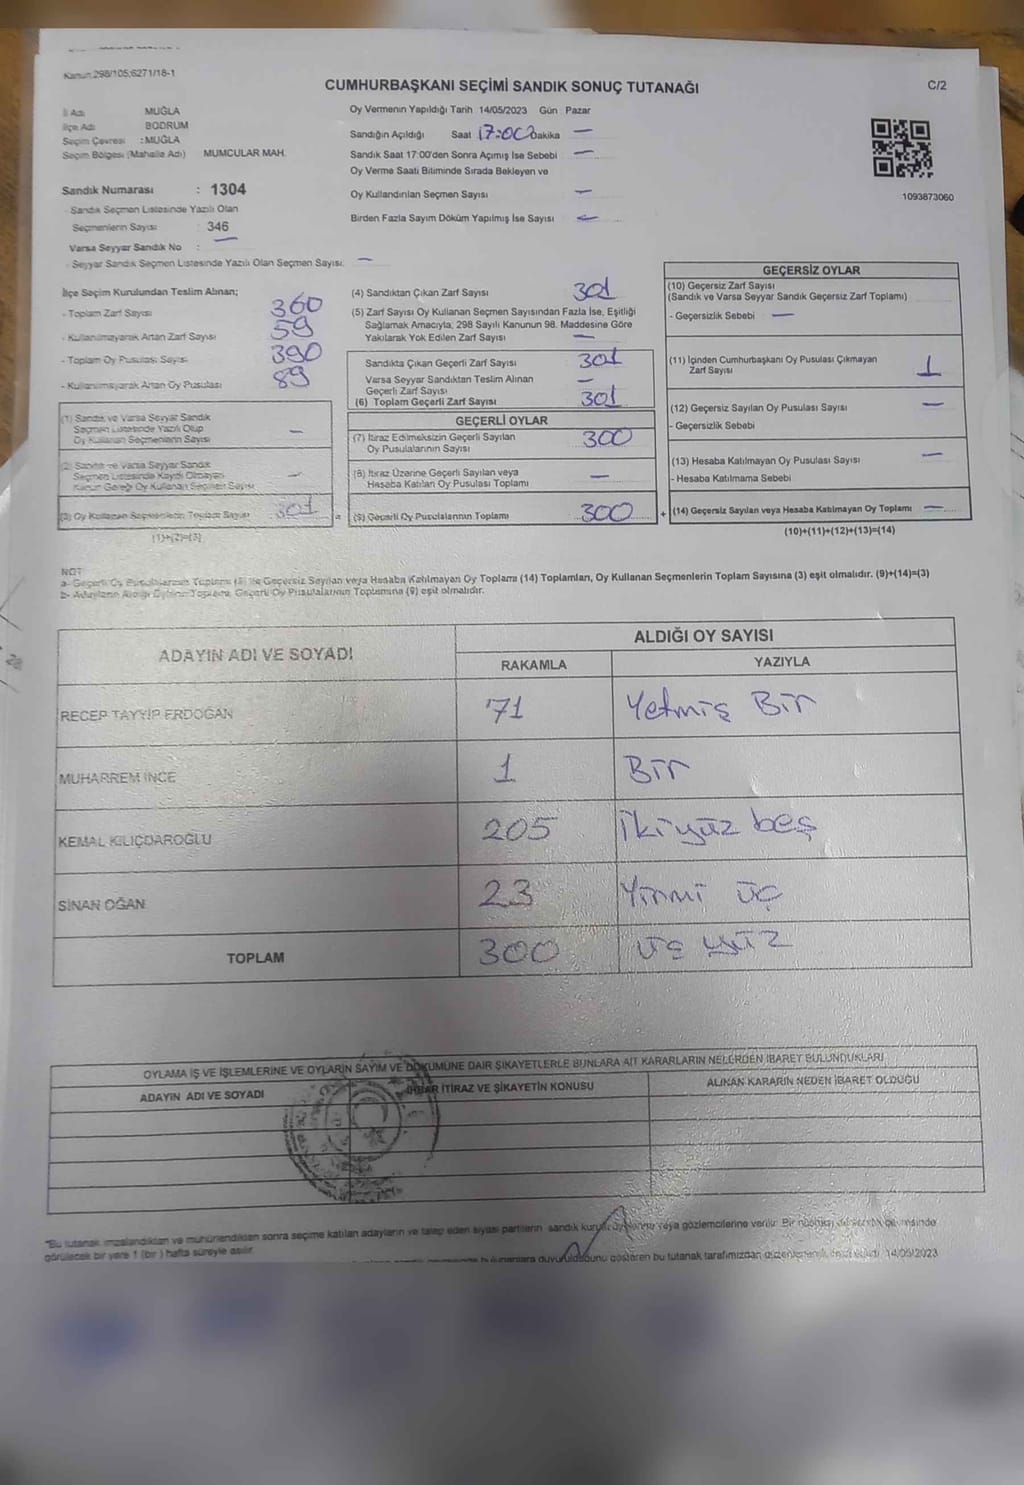 Kanun 298/105;6271/18-1
CUMHURBAŞKANI SEÇİMİ SANDIK SONUÇ TUTANAĞI
C/2
İl Adı MUĞLA
İlçe Adı BODRUM
Seçim Çevresi : MUĞLA
Seçim Bölgesi (Mahalle Adı) MUMCULAR MAH.
Sandık Numarası : 1304
Sandık Seçmen Listesinde Yazılı Olan
Seçmenlerin Sayısı : 346
Varsa Seyyar Sandık No : —
Seyyar Sandık Seçmen Listesinde Yazılı Olan Seçmen Sayısı: —
Oy Vermenin Yapıldığı Tarih 14/05/2023 Gün Pazar
Sandığın Açıldığı Saat 17:00 Dakika —
Sandık Saat 17:00'den Sonra Açımış İse Sebebi —
Oy Verme Saati Bitiminde Sırada Bekleyen ve
Oy Kullandırılan Seçmen Sayısı —
Birden Fazla Sayım Döküm Yapılmış İse Sayısı —
1093873060
İlçe Seçim Kurulundan Teslim Alınan;
- Toplam Zarf Sayısı 360
- Kullanılmayarak Artan Zarf Sayısı 59
- Toplam Oy Pusulası Sayısı 390
- Kullanılmayarak Artan Oy Pusulası 89
(1) Sandık ve Varsa Seyyar Sandık
Seçmen Listesinde Yazılı Olup
Oy Kullanan Seçmenlerin Sayısı —
(2) Sandık ve Varsa Seyyar Sandık
Seçmen Listesinde Kaydı Olmayan
Kanun Gereği Oy Kullanan Seçmen Sayısı —
(3) Oy Kullanan Seçmenlerin Toplam Sayısı 301
(1)+(2)=(3)
(4) Sandıktan Çıkan Zarf Sayısı 301
(5) Zarf Sayısı Oy Kullanan Seçmen Sayısından Fazla İse, Eşitliği
Sağlamak Amacıyla, 298 Sayılı Kanunun 98. Maddesine Göre
Yakılarak Yok Edilen Zarf Sayısı —
Sandıkta Çıkan Geçerli Zarf Sayısı 301
Varsa Seyyar Sandıktan Teslim Alınan
Geçerli Zarf Sayısı —
(6) Toplam Geçerli Zarf Sayısı 301
GEÇERLİ OYLAR
(7) İtiraz Edilmeksizin Geçerli Sayılan
Oy Pusulalarının Sayısı 300
(8) İtiraz Üzerine Geçerli Sayılan veya
Hesaba Katılan Oy Pusulası Toplamı —
= (9) Geçerli Oy Pusulalarının Toplamı 300
GEÇERSİZ OYLAR
(10) Geçersiz Zarf Sayısı
(Sandık ve Varsa Seyyar Sandık Geçersiz Zarf Toplamı)
- Geçersizlik Sebebi —
(11) İçinden Cumhurbaşkanı Oy Pusulası Çıkmayan
Zarf Sayısı 1
(12) Geçersiz Sayılan Oy Pusulası Sayısı —
- Geçersizlik Sebebi
(13) Hesaba Katılmayan Oy Pusulası Sayısı —
- Hesaba Katılmama Sebebi
+ (14) Geçersiz Sayılan veya Hesaba Katılmayan Oy Toplamı —
(10)+(11)+(12)+(13)=(14)
NOT
a- Geçerli Oy Pusulalarının Toplamı (9) ile Geçersiz Sayılan veya Hesaba Katılmayan Oy Toplamı (14) Toplamları, Oy Kullanan Seçmenlerin Toplam Sayısına (3) eşit olmalıdır. (9)+(14)=(3)
b- Adayların Aldığı Oyların Toplamı, Geçerli Oy Pusulalarının Toplamına (9) eşit olmalıdır.
ADAYIN ADI VE SOYADI
ALDIĞI OY SAYISI
RAKAMLA YAZIYLA
RECEP TAYYİP ERDOĞAN 71 Yetmiş Bir
MUHARREM İNCE 1 Bir
KEMAL KILIÇDAROĞLU 205 İkiyüz beş
SİNAN OĞAN 23 Yirmi üç
TOPLAM 300 üç yüz
OYLAMA İŞ VE İŞLEMLERİNE VE OYLARIN SAYIM VE DÖKÜMÜNE DAİR ŞİKAYETLERLE BUNLARA AİT KARARLARIN NELERDEN İBARET BULUNDUKLARI
ADAYIN ADI VE SOYADI İHBAR İTİRAZ VE ŞİKAYETİN KONUSU ALINAN KARARIN NEDEN İBARET OLDUĞU
"Bu tutanak imzalandıktan ve mühürlendikten sonra seçime katılan adayların ve talep eden siyasi partilerin sandık kurulu üyelerine veya gözlemcilerine verilir. Bir nüshası da sandık çevresinde
görülecek bir yere 1 (bir) hafta süreyle asılır.
bulunanlara duyurulduğunu gösteren bu tutanak tarafımızdan düzenlenerek imza edildi. 14/05/2023